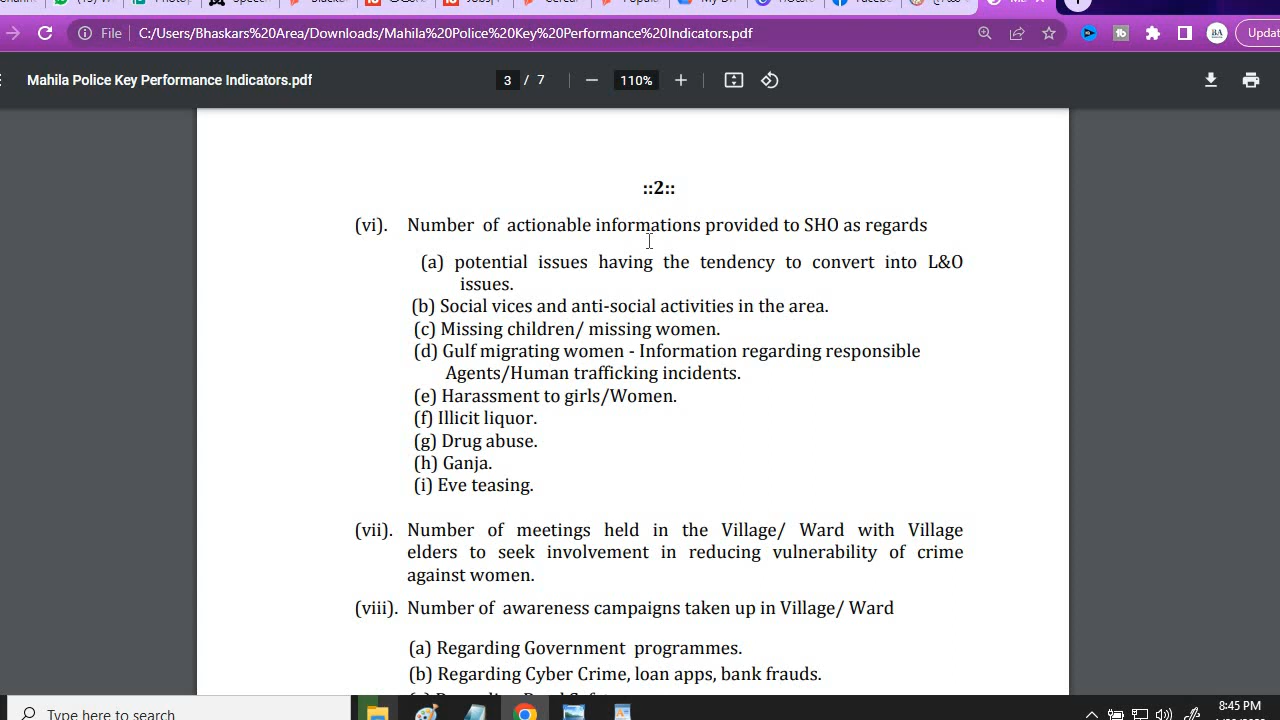 File C:/Users/Bhaskars%20Area/Downloads/Mahila%20Police%20Key%20Performance%20Indicators.pdf BA
Mahila Police Key Performance Indicators.pdf 3 / 7 − 110% +
::2::
(vi). Number of actionable informations provided to SHO as regards
(a) potential issues having the tendency to convert into L&O
issues.
(b) Social vices and anti-social activities in the area.
(c) Missing children/ missing women.
(d) Gulf migrating women - Information regarding responsible
Agents/Human trafficking incidents.
(e) Harassment to girls/Women.
(f) Illicit liquor.
(g) Drug abuse.
(h) Ganja.
(i) Eve teasing.
(vii). Number of meetings held in the Village/ Ward with Village
elders to seek involvement in reducing vulnerability of crime
against women.
(viii). Number of awareness campaigns taken up in Village/ Ward
(a) Regarding Government programmes.
(b) Regarding Cyber Crime, loan apps, bank frauds.
Type here to search 8:45 PM